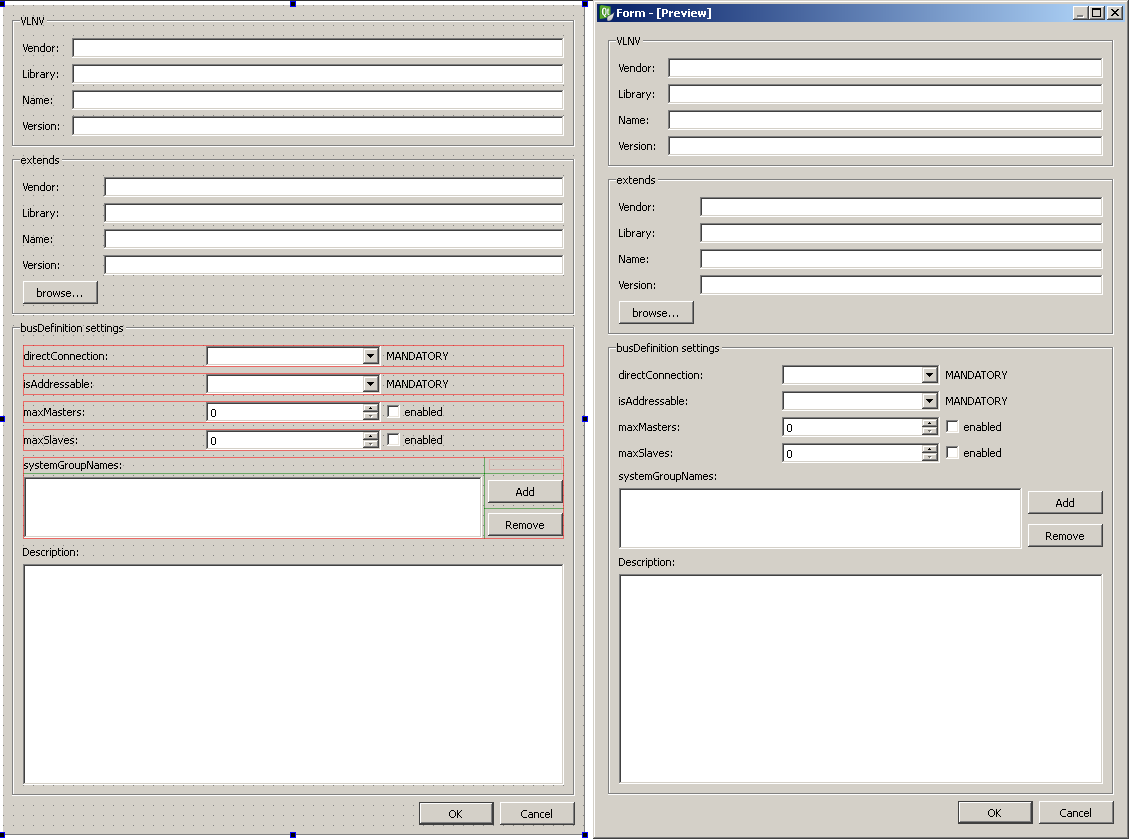 VLNV
Vendor:
Library:
Name:
Version:
extends
Vendor:
Library:
Name:
Version:
browse...
busDefinition settings
directConnection: MANDATORY
isAddressable: MANDATORY
maxMasters: 0 enabled
maxSlaves: 0 enabled
systemGroupNames:
Add
Remove
Description:
OK Cancel
Form - [Preview]
VLNV
Vendor:
Library:
Name:
Version:
extends
Vendor:
Library:
Name:
Version:
browse...
busDefinition settings
directConnection: MANDATORY
isAddressable: MANDATORY
maxMasters: 0 enabled
maxSlaves: 0 enabled
systemGroupNames:
Add
Remove
Description:
OK Cancel